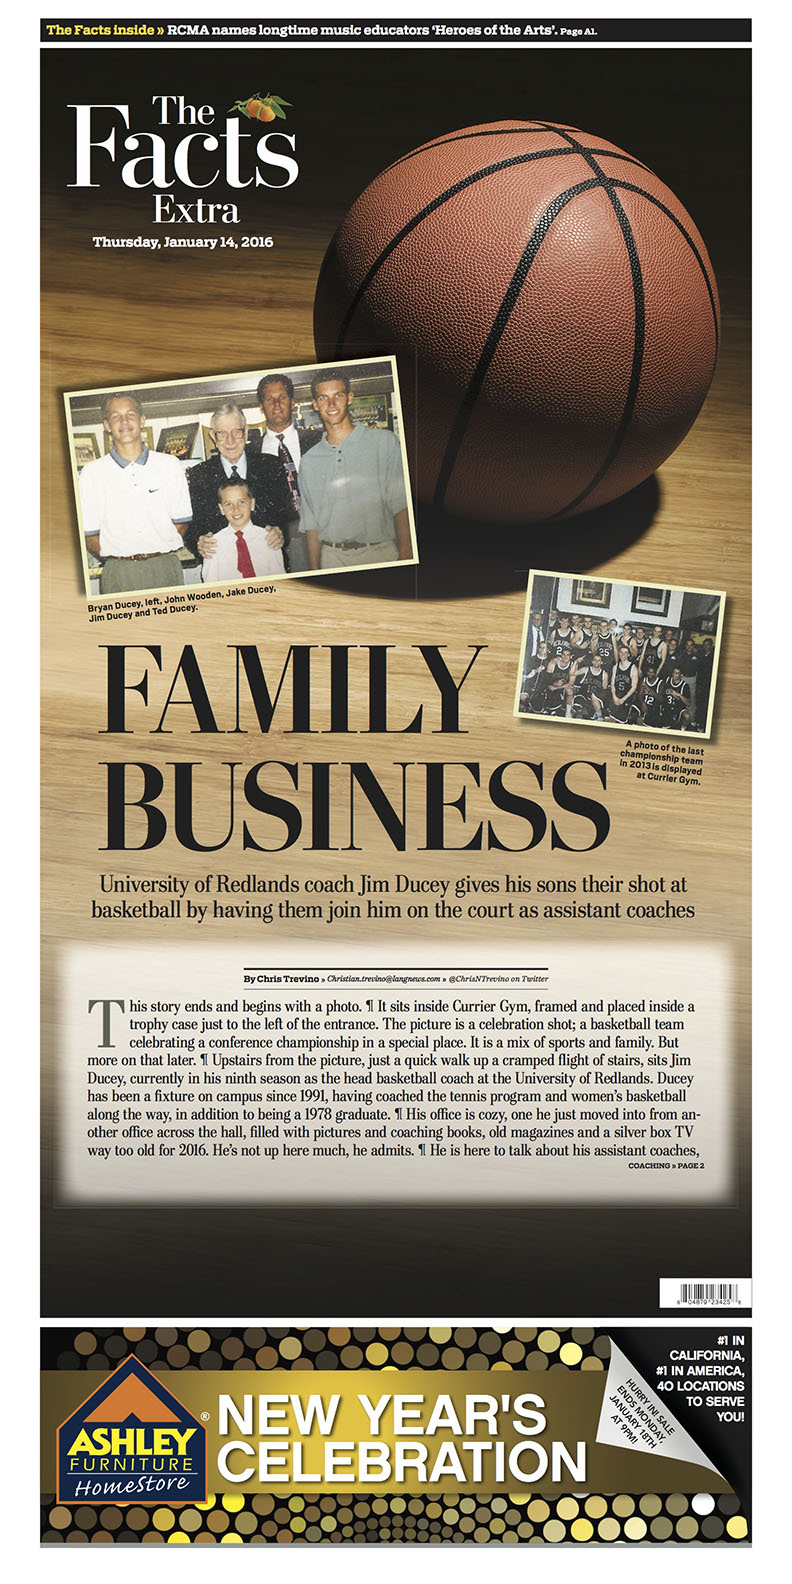 The Facts inside » RCMA names longtime music educators ‘Heroes of the Arts’. Page A1.
The
Facts
Extra
Thursday, January 14, 2016
Bryan Ducey, left, John Wooden, Jake Ducey,
Jim Ducey and Ted Ducey.
A photo of the last
championship team
in 2013 is displayed
at Currier Gym.
FAMILY
BUSINESS
University of Redlands coach Jim Ducey gives his sons their shot at
basketball by having them join him on the court as assistant coaches
By Chris Trevino » Christian.trevino@langnews.com » @ChrisNTrevino on Twitter
This story ends and begins with a photo. ¶ It sits inside Currier Gym, framed and placed inside a
trophy case just to the left of the entrance. The picture is a celebration shot; a basketball team
celebrating a conference championship in a special place. It is a mix of sports and family. But
more on that later. ¶ Upstairs from the picture, just a quick walk up a cramped flight of stairs, sits Jim
Ducey, currently in his ninth season as the head basketball coach at the University of Redlands. Ducey
has been a fixture on campus since 1991, having coached the tennis program and women’s basketball
along the way, in addition to being a 1978 graduate. ¶ His office is cozy, one he just moved into from an-
other office across the hall, filled with pictures and coaching books, old magazines and a silver box TV
way too old for 2016. He’s not up here much, he admits. ¶ He is here to talk about his assistant coaches,
COACHING » PAGE 2
ASHLEY
FURNITURE
HomeStore
®
NEW YEAR'S
CELEBRATION
HURRY IN! SALE
ENDS MONDAY,
JANUARY 18TH
AT 9PM!
#1 IN
CALIFORNIA,
#1 IN AMERICA,
40 LOCATIONS
TO SERVE
YOU!